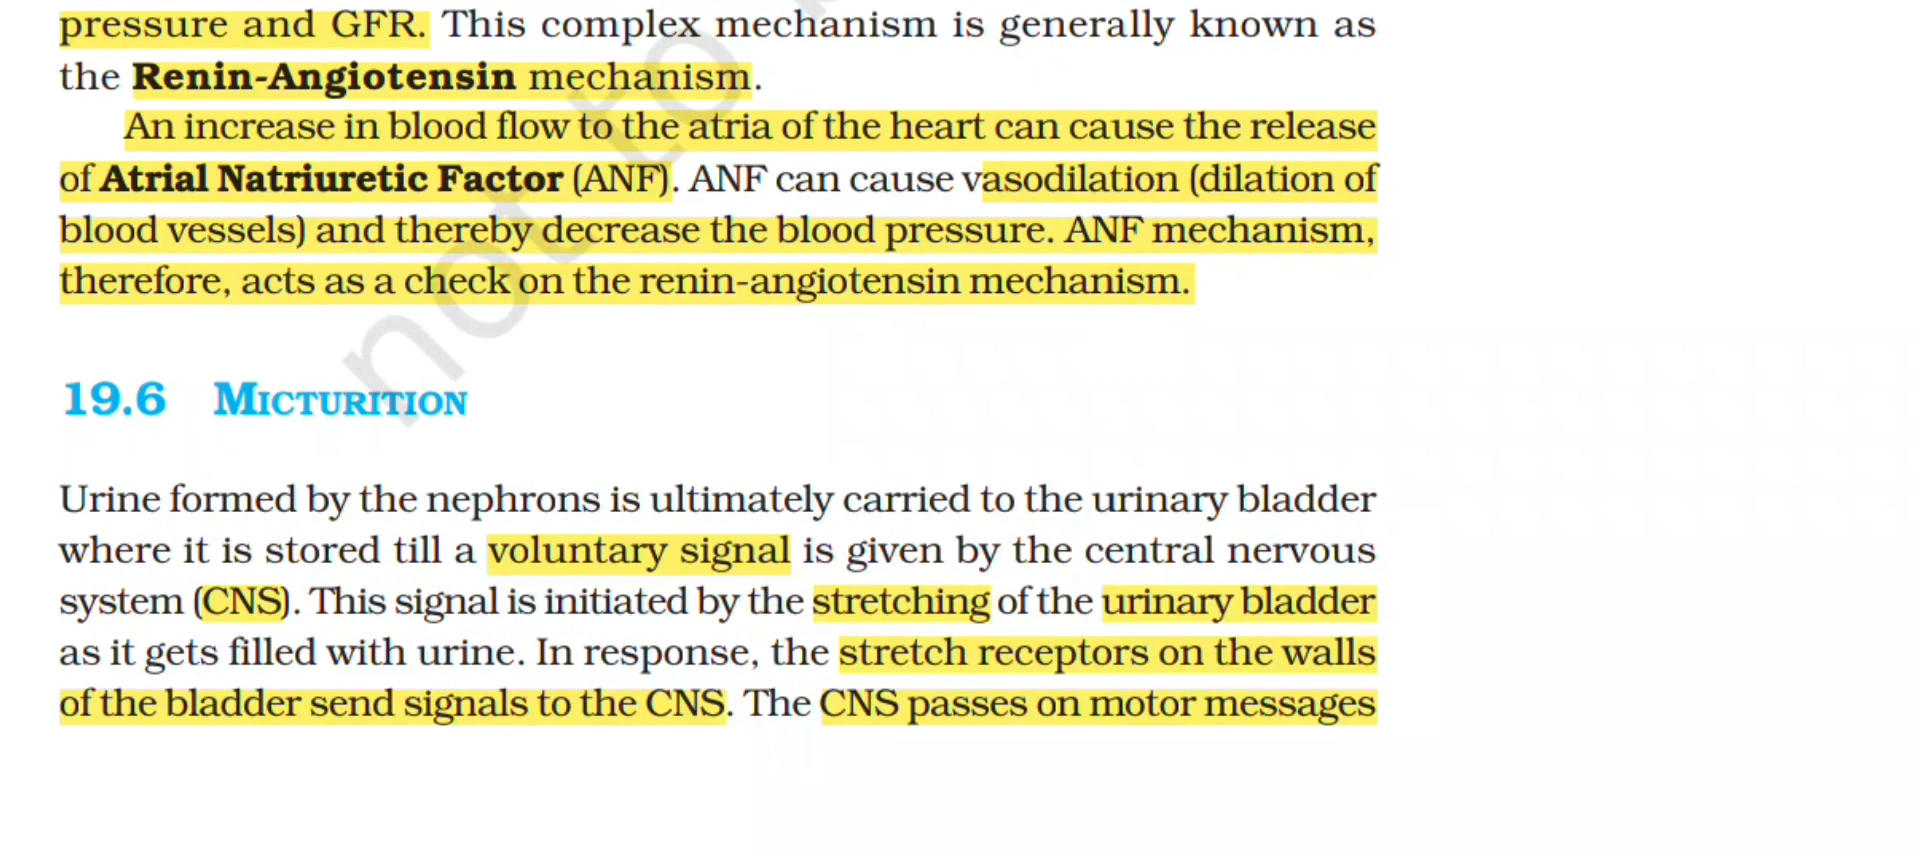 pressure and GFR. This complex mechanism is generally known as
the Renin-Angiotensin mechanism.
An increase in blood flow to the atria of the heart can cause the release
of Atrial Natriuretic Factor (ANF). ANF can cause vasodilation (dilation of
blood vessels) and thereby decrease the blood pressure. ANF mechanism,
therefore, acts as a check on the renin-angiotensin mechanism.
19.6 MICTURITION
Urine formed by the nephrons is ultimately carried to the urinary bladder
where it is stored till a voluntary signal is given by the central nervous
system (CNS). This signal is initiated by the stretching of the urinary bladder
as it gets filled with urine. In response, the stretch receptors on the walls
of the bladder send signals to the CNS. The CNS passes on motor messages
not to